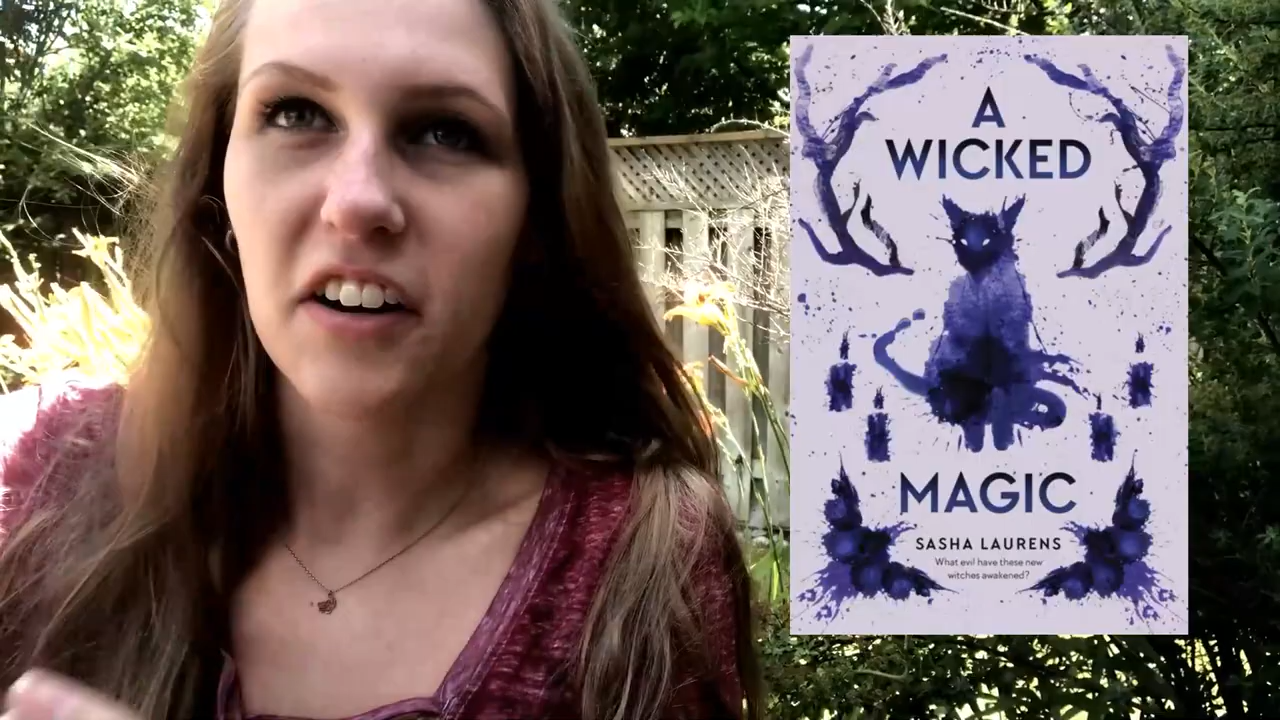 A
WICKED
MAGIC
SASHA LAURENS
What evil have these new
witches awakened?